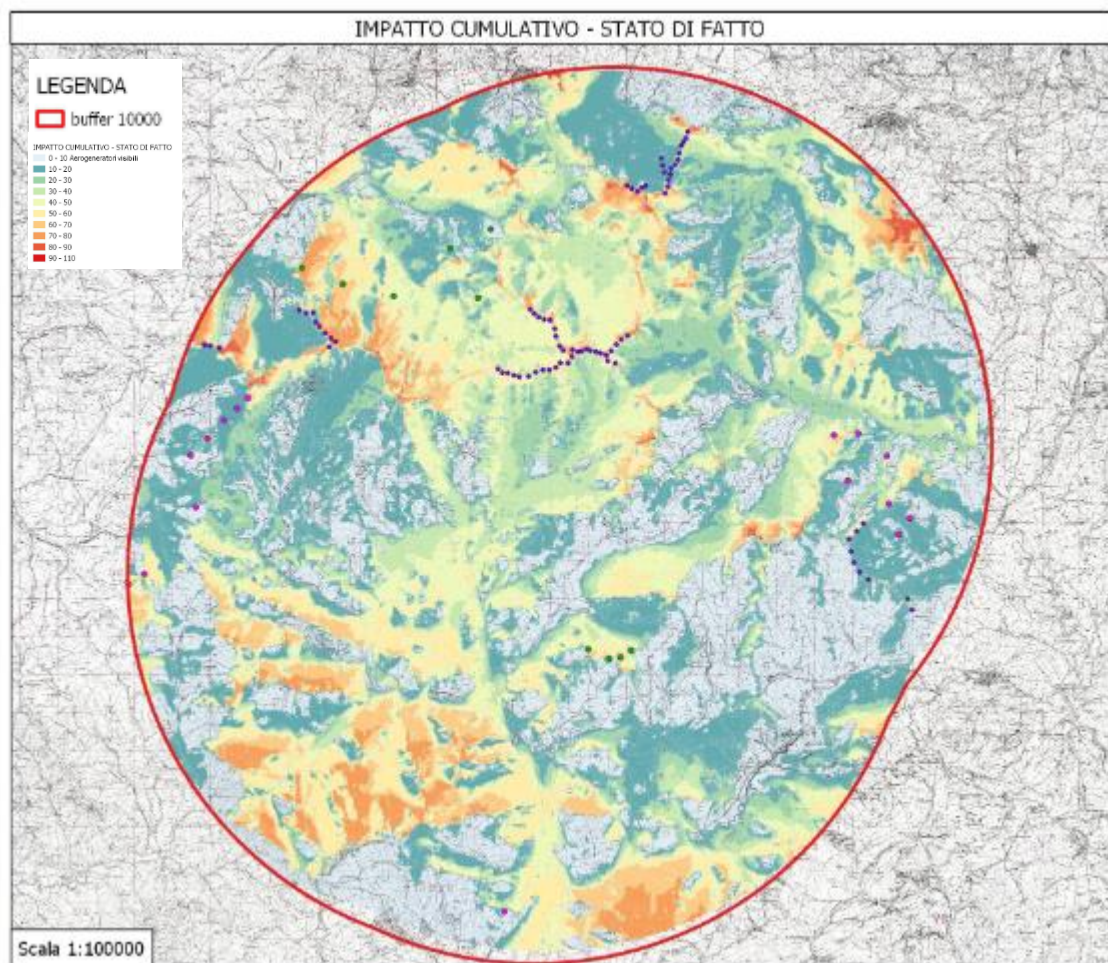 IMPATTO CUMULATIVO - STATO DI FATTO
LEGENDA
buffer 10000
IMPATTO CUMULATIVO - STATO DI FATTO
0 - 10 Aerogeneratori visibili
10 - 20
20 - 30
30 - 40
40 - 50
50 - 60
60 - 70
70 - 80
80 - 90
90 - 110
Scala 1:100000